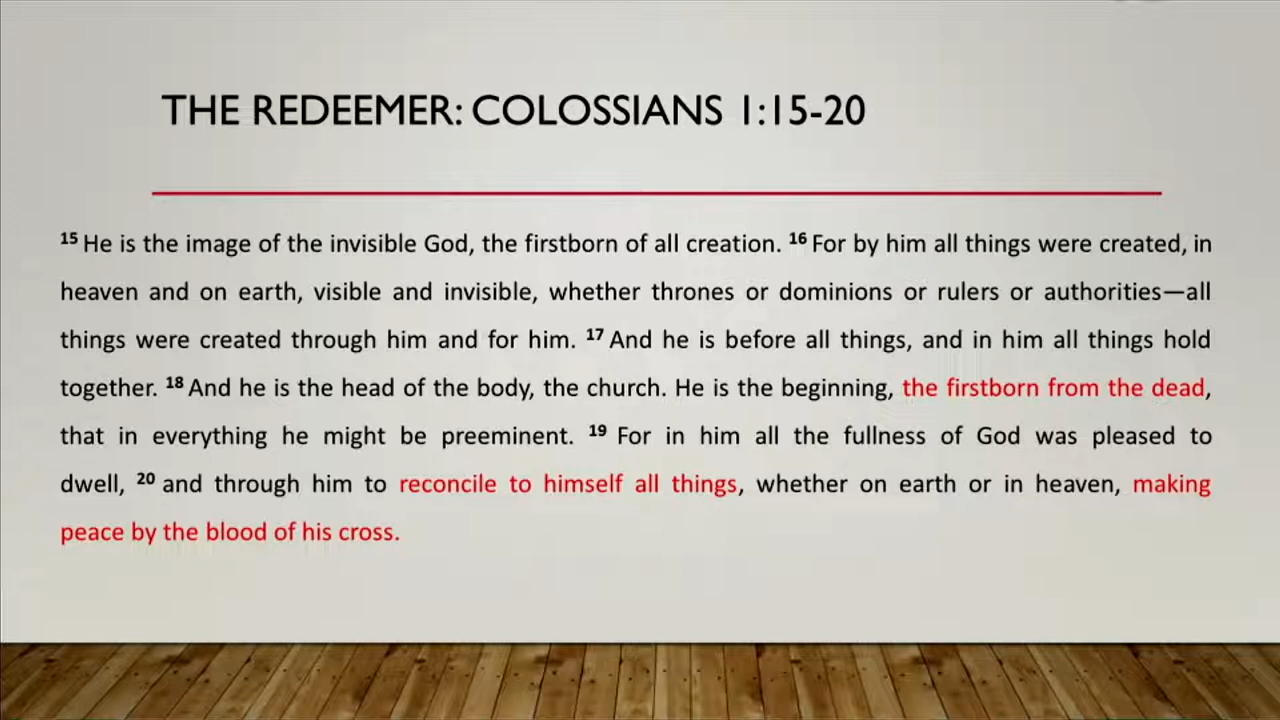 THE REDEEMER: COLOSSIANS 1:15-20
15 He is the image of the invisible God, the firstborn of all creation. 16 For by him all things were created, in
heaven and on earth, visible and invisible, whether thrones or dominions or rulers or authorities—all
things were created through him and for him. 17 And he is before all things, and in him all things hold
together. 18 And he is the head of the body, the church. He is the beginning, the firstborn from the dead,
that in everything he might be preeminent. 19 For in him all the fullness of God was pleased to
dwell, 20 and through him to reconcile to himself all things, whether on earth or in heaven, making
peace by the blood of his cross.